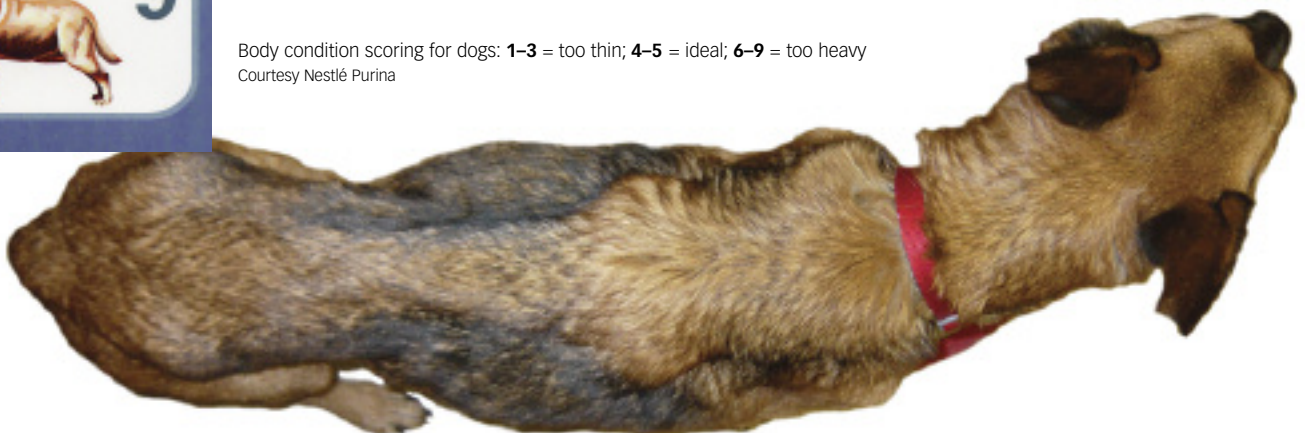 Body condition scoring for dogs: 1–3 = too thin; 4–5 = ideal; 6–9 = too heavy
Courtesy Nestlé Purina